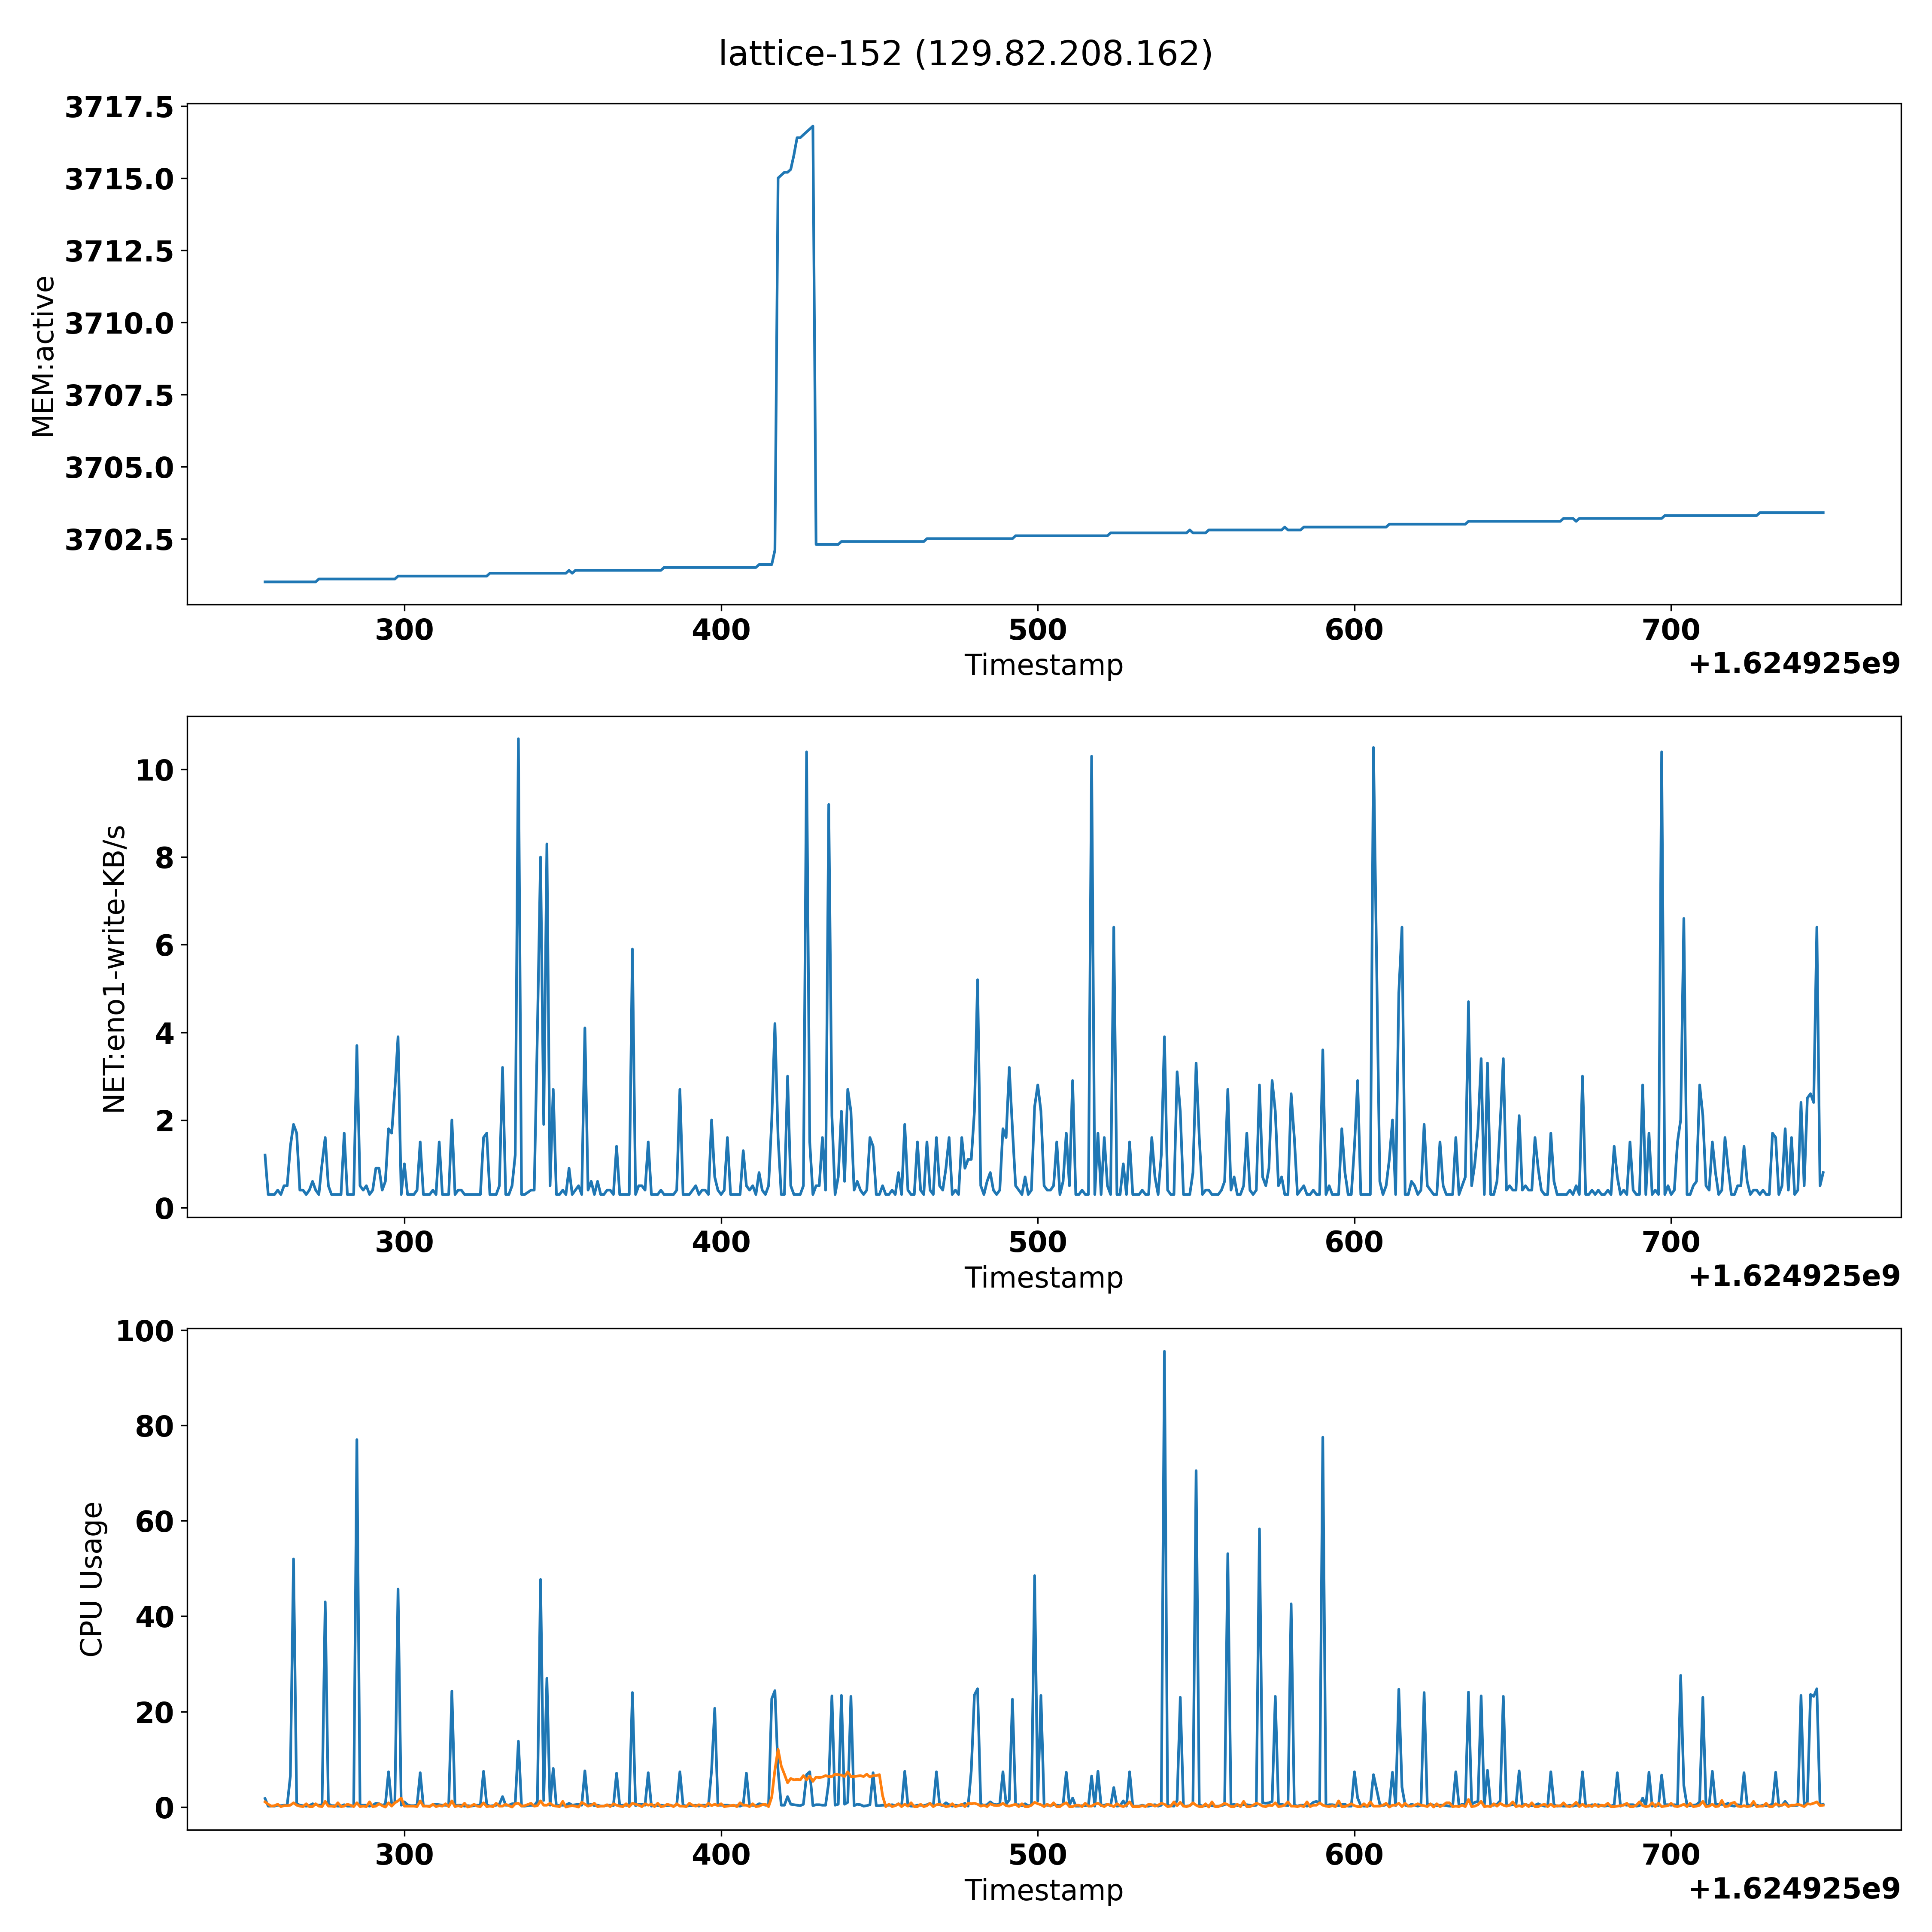 lattice-152 (129.82.208.162)
3717.5
3715.0
3712.5
3710.0
3707.5
3705.0
3702.5
MEM:active
300 400 500 600 700
Timestamp
+1.624925e9
10
8
6
4
2
0
NET:eno1-write-KB/s
300 400 500 600 700
Timestamp
+1.624925e9
100
80
60
40
20
0
CPU Usage
300 400 500 600 700
Timestamp
+1.624925e9